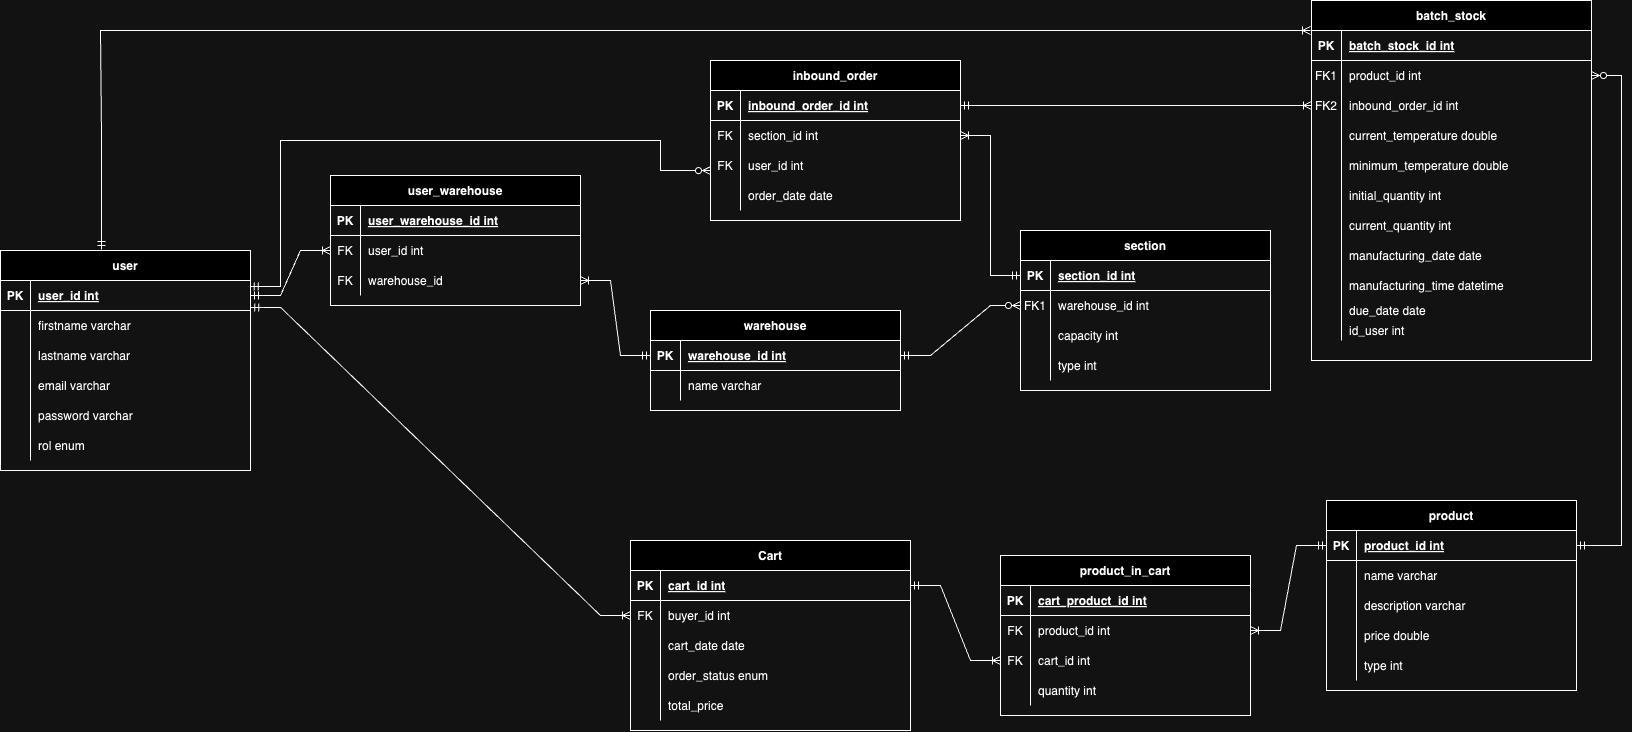 batch_stock
PK batch_stock_id int
FK1 product_id int
FK2 inbound_order_id int
current_temperature double
minimum_temperature double
initial_quantity int
current_quantity int
manufacturing_date date
manufacturing_time datetime
due_date date
id_user int
inbound_order
PK inbound_order_id int
FK section_id int
FK user_id int
order_date date
user_warehouse
PK user_warehouse_id int
FK user_id int
FK warehouse_id
section
PK section_id int
FK1 warehouse_id int
capacity int
type int
user
PK user_id int
firstname varchar
lastname varchar
email varchar
password varchar
rol enum
warehouse
PK warehouse_id int
name varchar
product
PK product_id int
name varchar
description varchar
price double
type int
Cart
PK cart_id int
FK buyer_id int
cart_date date
order_status enum
total_price
product_in_cart
PK cart_product_id int
FK product_id int
FK cart_id int
quantity int